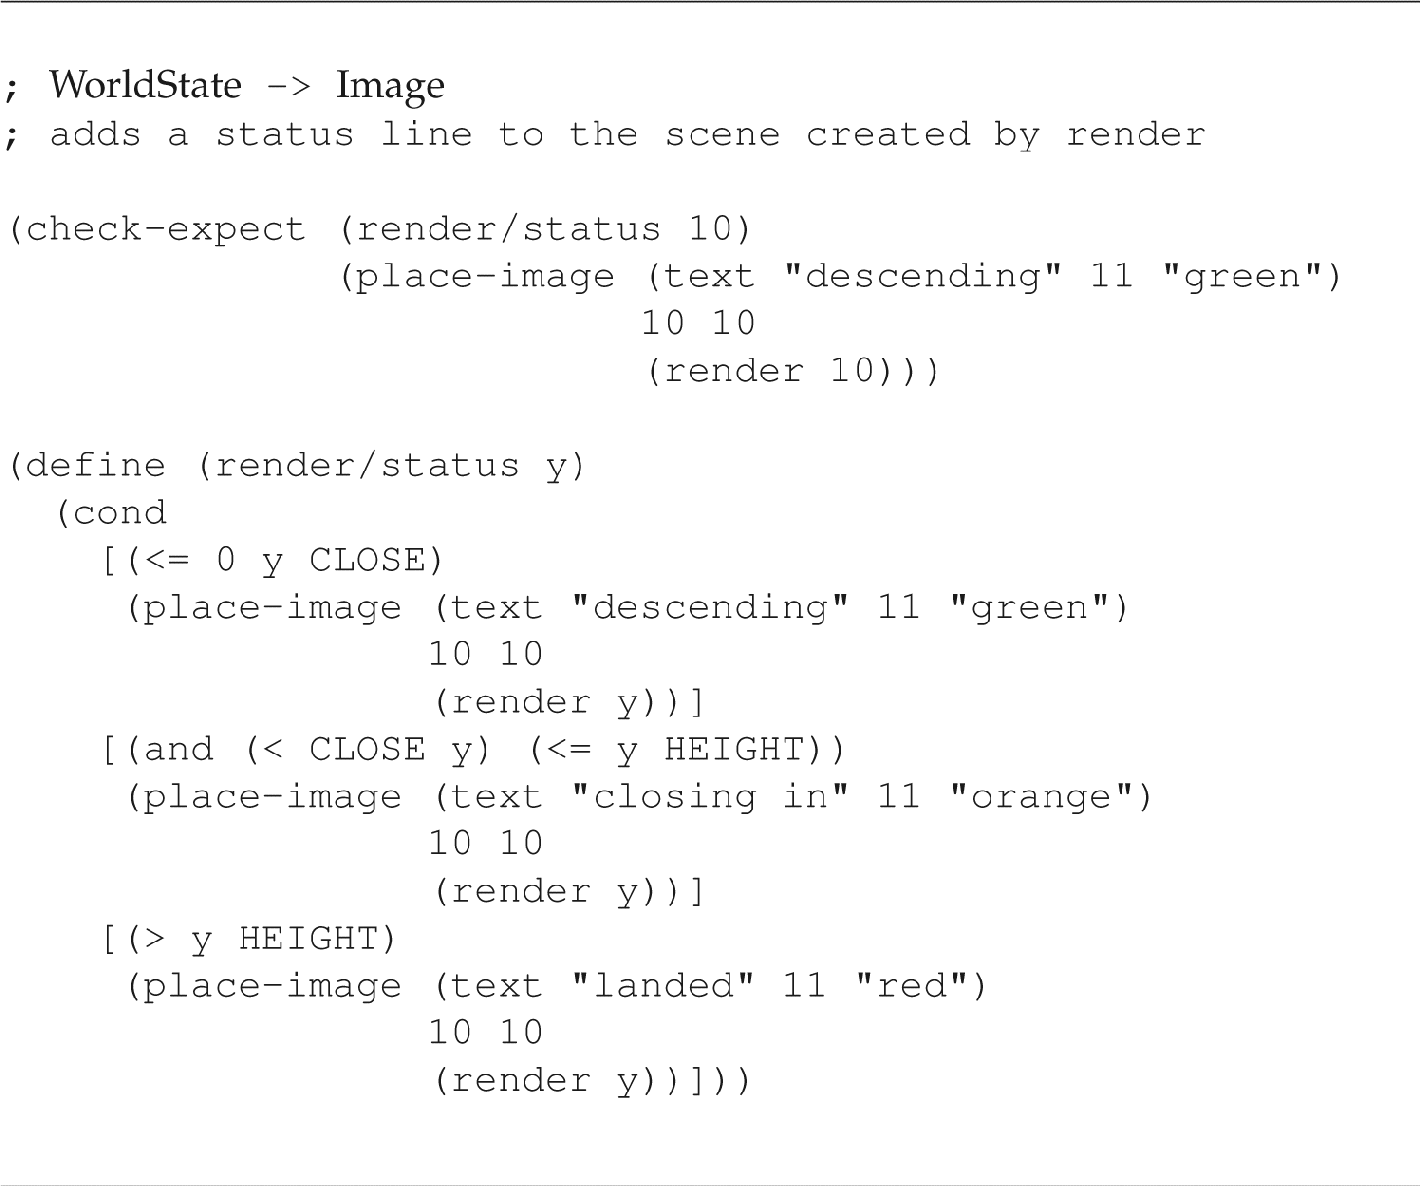 ; WorldState -> Image
; adds a status line to the scene created by render
(check-expect (render/status 10)
              (place-image (text "descending" 11 "green")
                           10 10
                           (render 10)))
(define (render/status y)
  (cond
    [(<= 0 y CLOSE)
     (place-image (text "descending" 11 "green")
                  10 10
                  (render y))]
    [(and (< CLOSE y) (<= y HEIGHT))
     (place-image (text "closing in" 11 "orange")
                  10 10
                  (render y))]
    [(> y HEIGHT)
     (place-image (text "landed" 11 "red")
                  10 10
                  (render y))]))